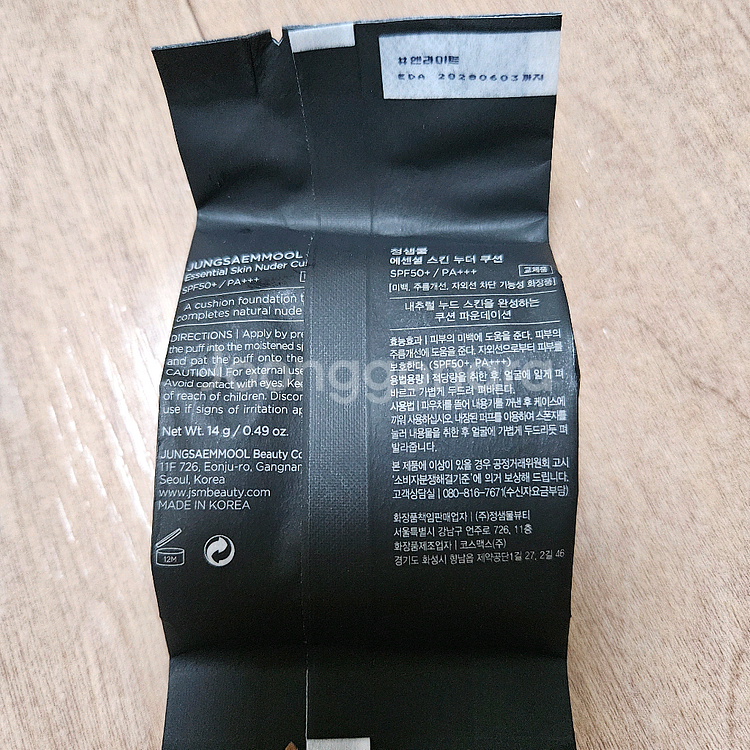 #앤라이트
EDA 20280603까지
JUNGSAEMMOOL
Essential Skin Nuder
SPF50+ / PA+++
A cushion foundation
completes natural nude
DIRECTIONS | Apply by
the puff into the moistened
and pat the puff onto the
CAUTION | For external use
Avoid contact with eyes.
of reach of children.
use if signs of irritation
Net Wt. 14 g / 0.49 oz.
JUNGSAEMMOOL Beauty
11F 726, Eonju-ro,
Seoul, Korea
www.jsmbeauty.com
MADE IN KOREA
12M
정샘물
에센셜 스킨 누더 쿠션
SPF50+ / PA+++
교체품
[미백, 주름개선, 자외선 차단 기능성 화장품]
내추럴 누드 스킨을 완성하는
쿠션 파운데이션
효능효과 | 피부의 미백에 도움을 준다. 피부의
주름개선에 도움을 준다. 자외선으로부터 피부를
보호한다. (SPF50+, PA+++)
용법용량 | 적당량을 취한 후, 얼굴에 얇게 펴
바르고 가볍게 두드려 펴바른다.
사용법 | 파우치를 뜯어 내용기를 꺼낸 후 케이스에
끼워 사용하십시오. 내장된 퍼프를 이용하여 스폰지를
눌러 내용물을 취한 후 얼굴에 가볍게 두드리듯 펴
발라줍니다.
본 제품에 이상이 있을 경우 공정거래위원회 고시
'소비자분쟁해결기준'에 의거 보상해 드립니다.
고객상담실 | 080-816-7671(수신자요금부담)
화장품책임판매업자 | (주)정샘물뷰티
서울특별시 강남구 언주로 726, 11층
화장품제조업자 | 코스맥스(주)
경기도 화성시 향남읍 제약공단1길 27, 2길 46